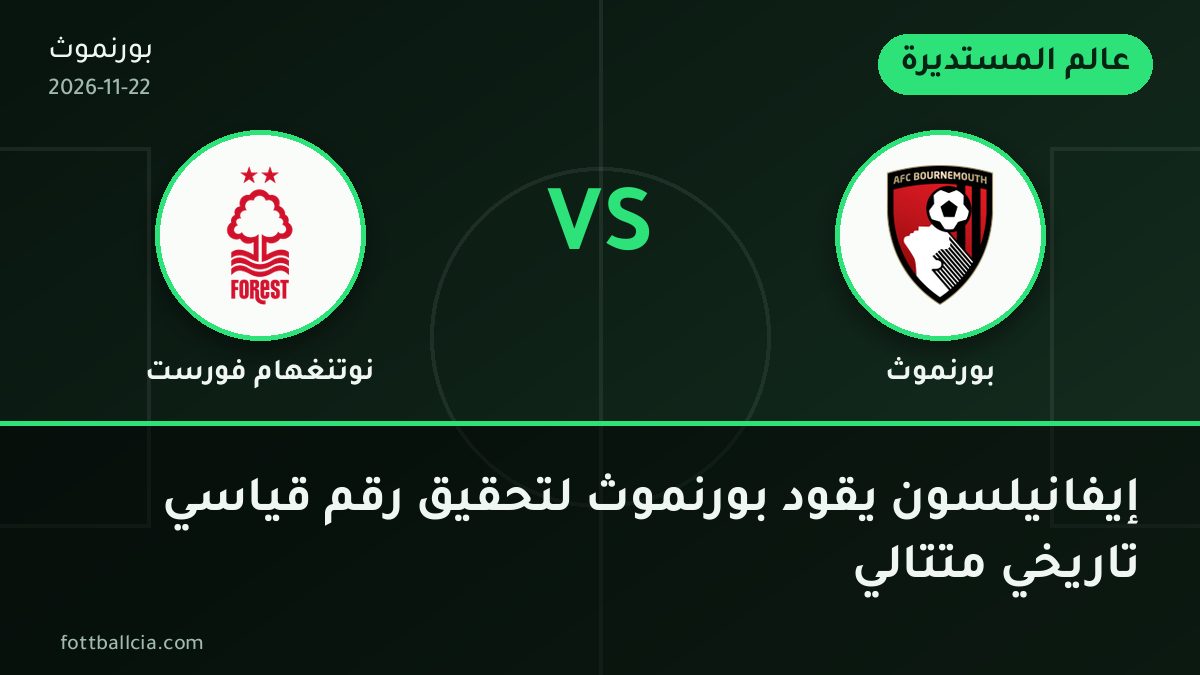 عالم المستديرة
بورنموث
2026-11-22
AFC BOURNEMOUTH
VS
FOREST
بورنموث
نوتنغهام فورست
إيفانيلسون يقود بورنموث لتحقيق رقم قياسي
تاريخي متتالي
fottballcia.com